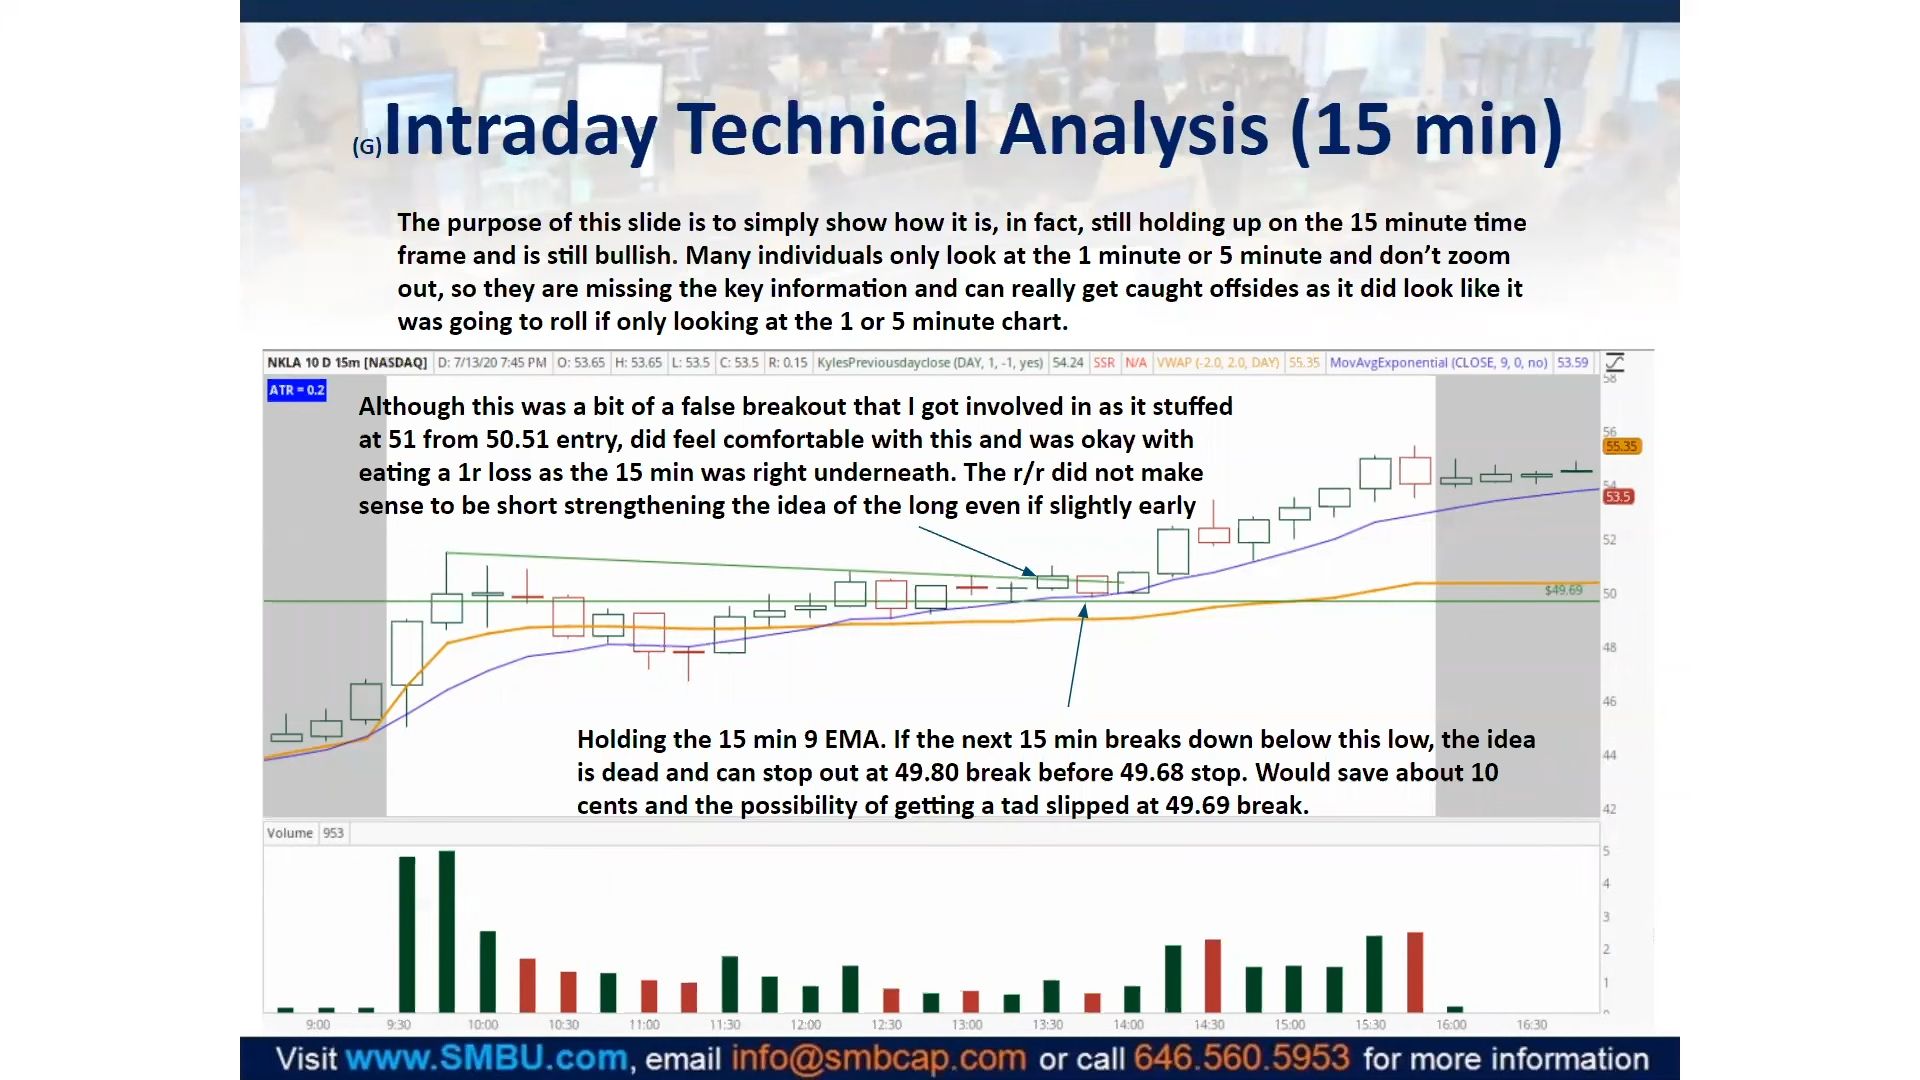 (G)Intraday Technical Analysis (15 min)
The purpose of this slide is to simply show how it is, in fact, still holding up on the 15 minute time
frame and is still bullish. Many individuals only look at the 1 minute or 5 minute and don’t zoom
out, so they are missing the key information and can really get caught offsides as it did look like it
was going to roll if only looking at the 1 or 5 minute chart.
NKLA 10 D 15m [NASDAQ] D: 7/13/20 7:45 PM O: 53.65 H: 53.65 L: 53.5 C: 53.5 R: 0.15 KylesPreviousdayclose (DAY, 1, -1, yes) 54.24 SSR N/A VWAP (-2.0, 2.0, DAY) 55.35 MovAvgExponential (CLOSE, 9, 0, no) 53.59
ATR = 0.2
Although this was a bit of a false breakout that I got involved in as it stuffed
at 51 from 50.51 entry, did feel comfortable with this and was okay with
eating a 1r loss as the 15 min was right underneath. The r/r did not make
sense to be short strengthening the idea of the long even if slightly early
58
56
55.35
54
53.5
52
50
$49.69
48
46
44
42
Holding the 15 min 9 EMA. If the next 15 min breaks down below this low, the idea
is dead and can stop out at 49.80 break before 49.68 stop. Would save about 10
cents and the possibility of getting a tad slipped at 49.69 break.
Volume 953
5
4
3
2
1
9:00 9:30 10:00 10:30 11:00 11:30 12:00 12:30 13:00 13:30 14:00 14:30 15:00 15:30 16:00 16:30
Visit www.SMBU.com, email info@smbcap.com or call 646.560.5953 for more information